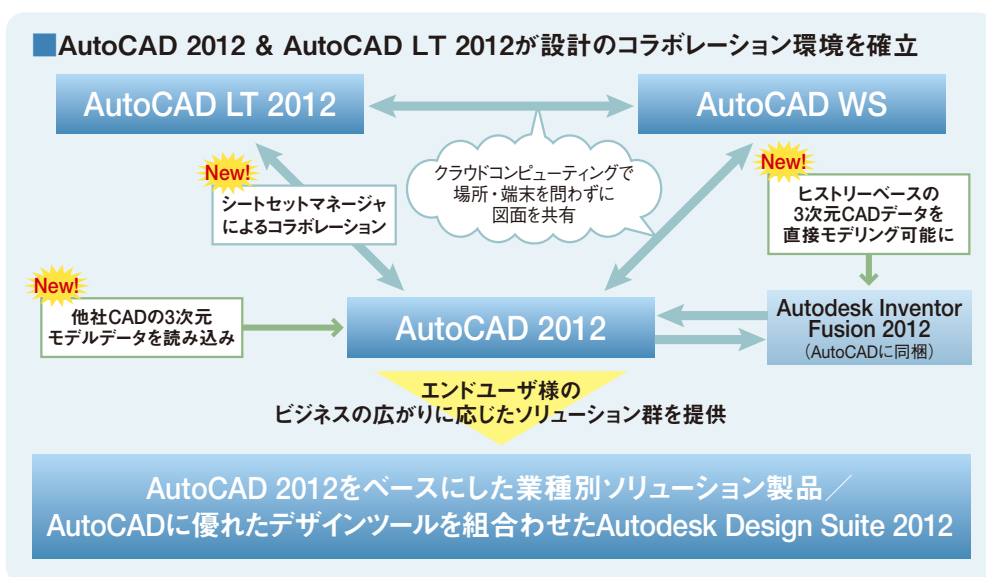 ■AutoCAD 2012 & AutoCAD LT 2012が設計のコラボレーション環境を確立
AutoCAD LT 2012
AutoCAD WS
クラウドコンピューティングで
場所・端末を問わずに
図面を共有
New!
シートセットマネージャ
によるコラボレーション
New!
ヒストリーベースの
3次元CADデータを
直接モデリング可能に
New!
他社CADの3次元
モデルデータを読み込み
AutoCAD 2012
Autodesk Inventor
Fusion 2012
（AutoCADに同梱）
エンドユーザ様の
ビジネスの広がりに応じたソリューション群を提供
AutoCAD 2012をベースにした業種別ソリューション製品／
AutoCADに優れたデザインツールを組合わせたAutodesk Design Suite 2012